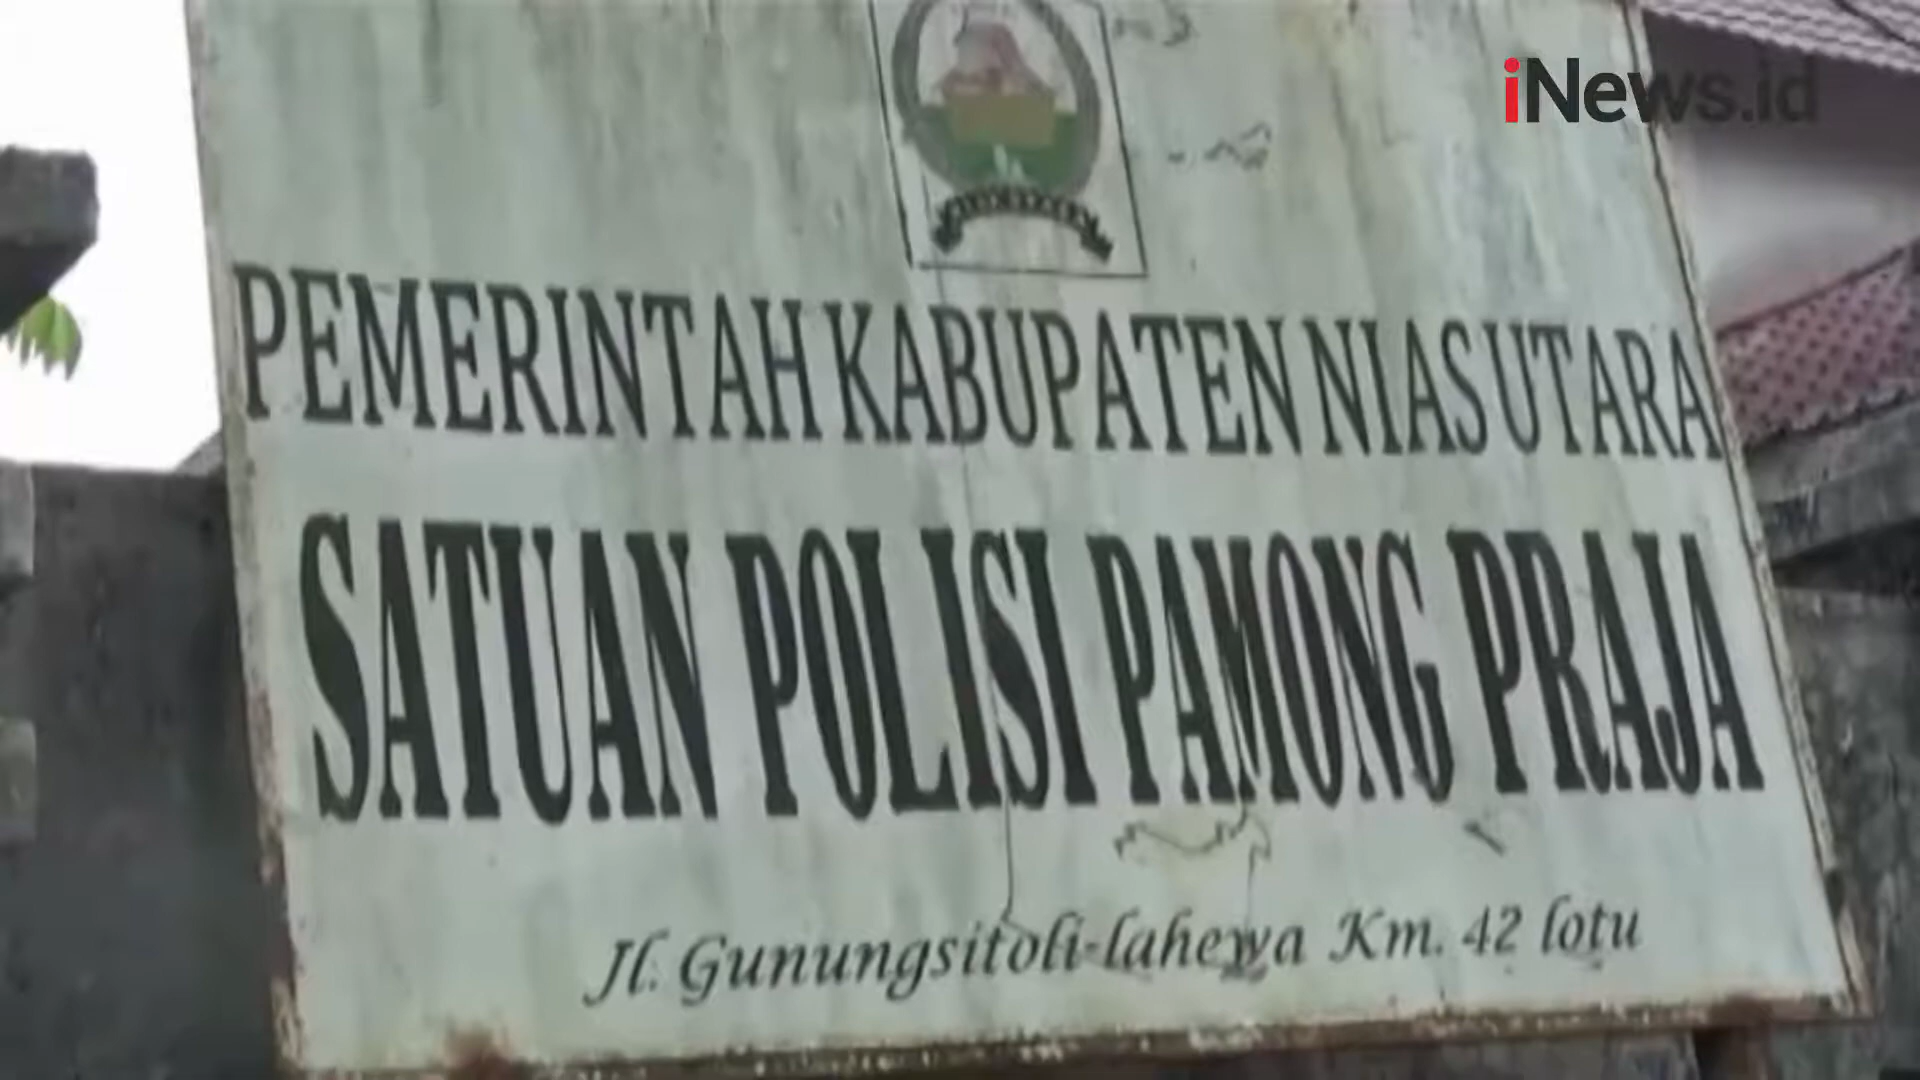 iNews.id
PEMERINTAH KABUPATEN NIAS UTARA
SATUAN POLISI PAMONG PRAJA
Jl. Gunungsitoli-lahewa Km. 42 lotu